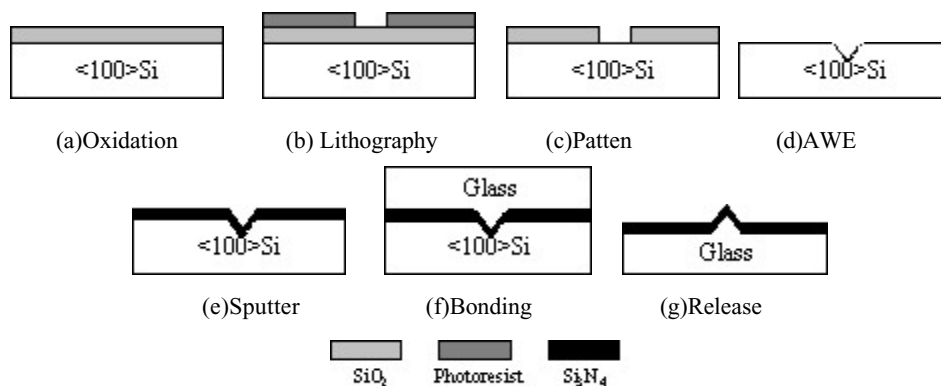 <100>Si
<100>Si
<100>Si
<100>Si
(a)Oxidation
(b) Lithography
(c)Patten
(d)AWE
<100>Si
Glass
<100>Si
Glass
(e)Sputter
(f)Bonding
(g)Release
SiO₂
Photoresist
Si₃N₄